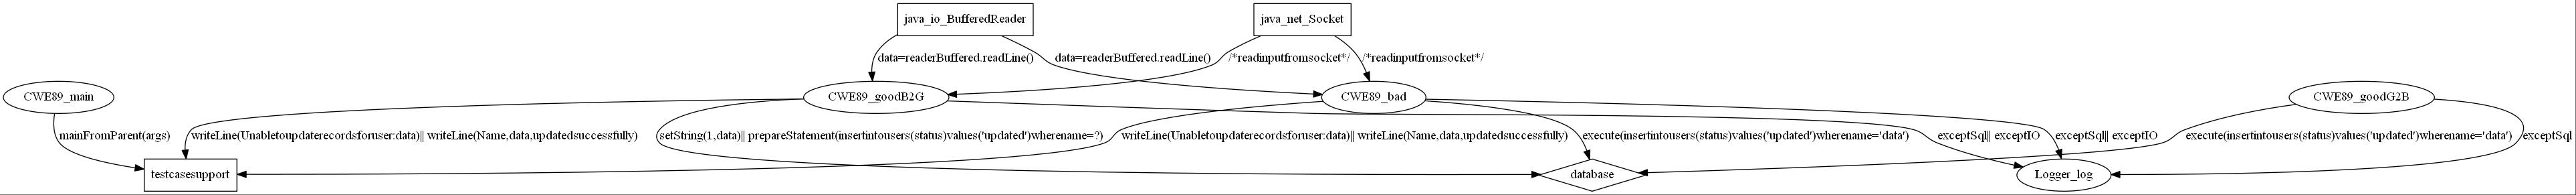 java_io_BufferedReader
java_net_Socket
data=readerBuffered.readLine()
data=readerBuffered.readLine()
/*readinputfromsocket*/
/*readinputfromsocket*/
CWE89_main
CWE89_goodB2G
CWE89_bad
CWE89_goodG2B
mainFromParent(args)
writeLine(Unabletoupdaterecordsforuser:data)|| writeLine(Name,data,updatedsuccessfully)
setString(1,data)|| prepareStatement(insertintousers(status)values('updated')wherename=?)
writeLine(Unabletoupdaterecordsforuser:data)|| writeLine(Name,data,updatedsuccessfully)
execute(insertintousers(status)values('updated')wherename='data')
exceptSql|| exceptIO
exceptSql|| exceptIO
execute(insertintousers(status)values('updated')wherename='data')
exceptSql
testcasesupport
database
Logger_log